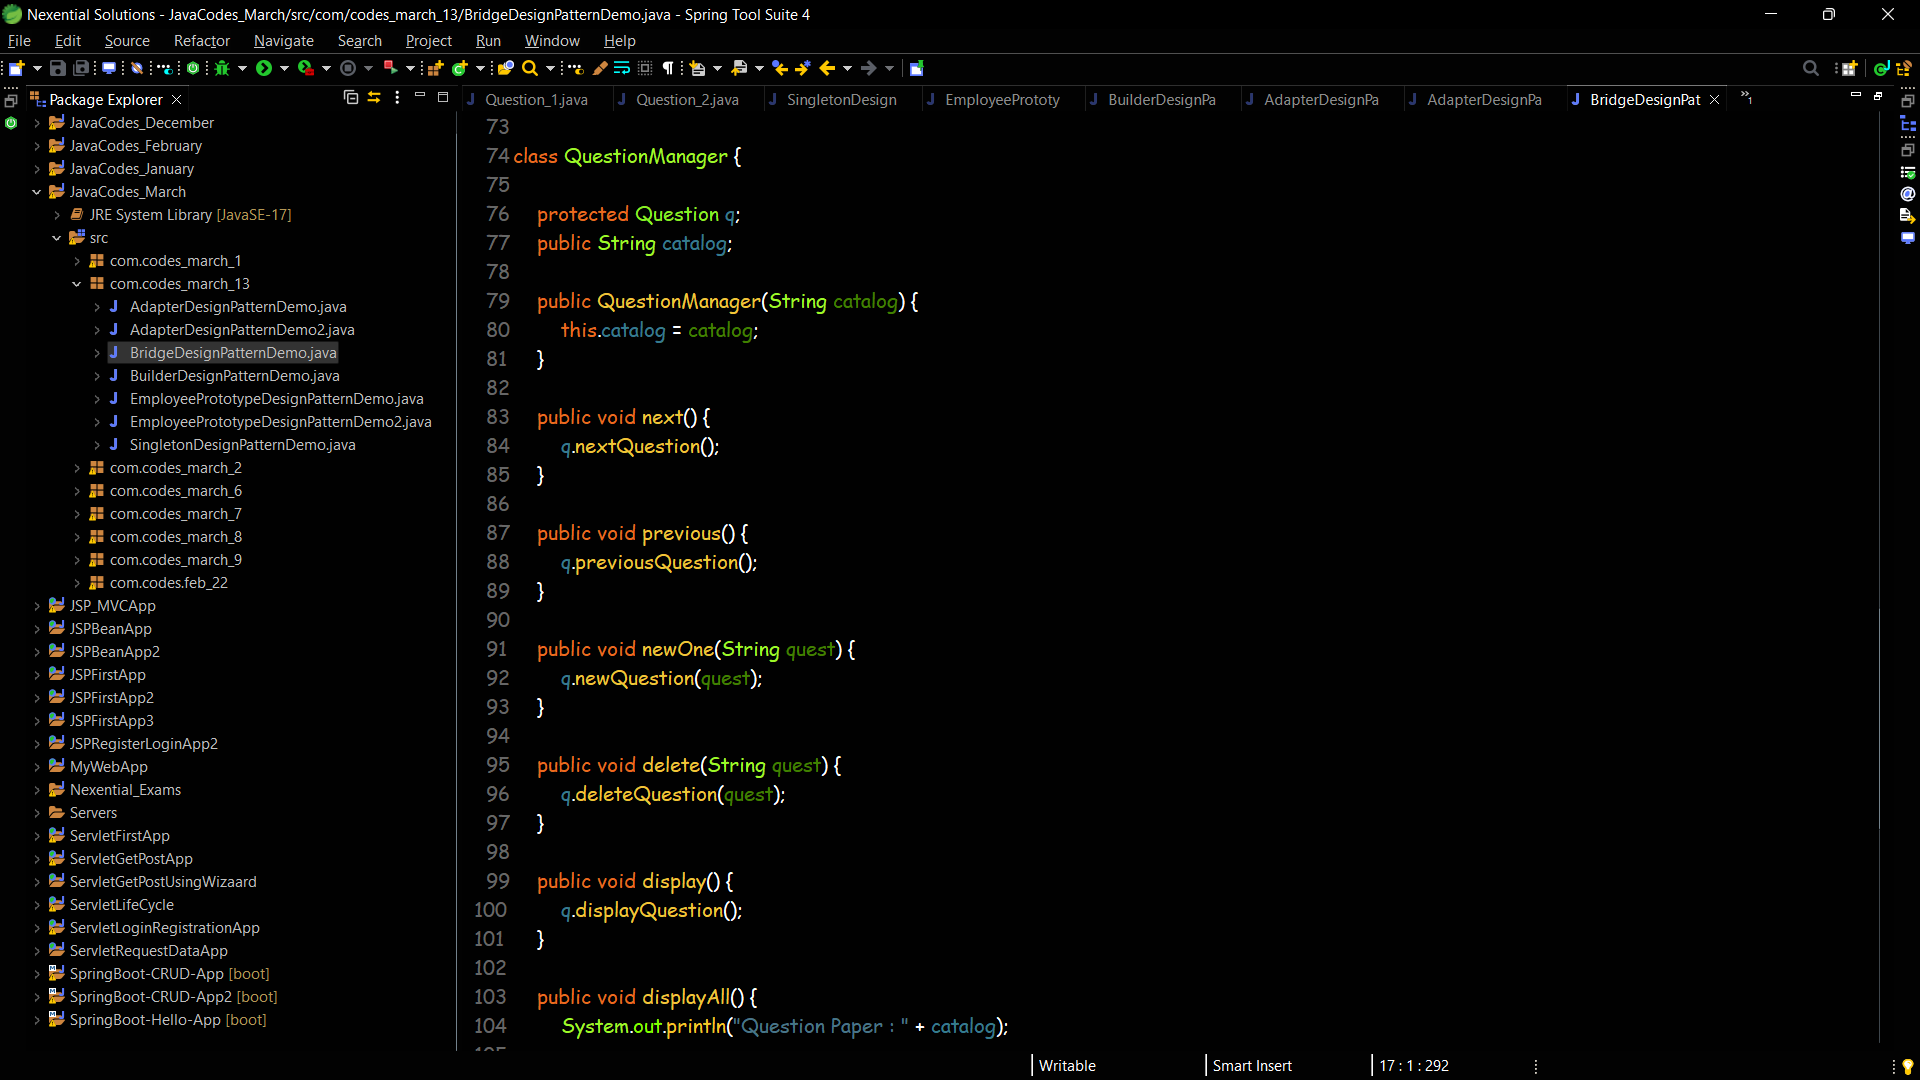 Nexential Solutions - JavaCodes_March/src/com/codes_march_13/BridgeDesignPatternDemo.java - Spring Tool Suite 4
File Edit Source Refactor Navigate Search Project Run Window Help
Package Explorer
Question_1.java Question_2.java SingletonDesign EmployeePrototy BuilderDesignPa AdapterDesignPa AdapterDesignPa BridgeDesignPat »1
JavaCodes_December
JavaCodes_February
JavaCodes_January
JavaCodes_March
JRE System Library [JavaSE-17]
src
com.codes_march_1
com.codes_march_13
AdapterDesignPatternDemo.java
AdapterDesignPatternDemo2.java
BridgeDesignPatternDemo.java
BuilderDesignPatternDemo.java
EmployeePrototypeDesignPatternDemo.java
EmployeePrototypeDesignPatternDemo2.java
SingletonDesignPatternDemo.java
com.codes_march_2
com.codes_march_6
com.codes_march_7
com.codes_march_8
com.codes_march_9
com.codes.feb_22
JSP_MVCApp
JSPBeanApp
JSPBeanApp2
JSPFirstApp
JSPFirstApp2
JSPFirstApp3
JSPRegisterLoginApp2
MyWebApp
Nexential_Exams
Servers
ServletFirstApp
ServletGetPostApp
ServletGetPostUsingWizaard
ServletLifeCycle
ServletLoginRegistrationApp
ServletRequestDataApp
SpringBoot-CRUD-App [boot]
SpringBoot-CRUD-App2 [boot]
SpringBoot-Hello-App [boot]
73
74 class QuestionManager {
75
76 protected Question q;
77 public String catalog;
78
79 public QuestionManager(String catalog) {
80 this.catalog = catalog;
81 }
82
83 public void next() {
84 q.nextQuestion();
85 }
86
87 public void previous() {
88 q.previousQuestion();
89 }
90
91 public void newOne(String quest) {
92 q.newQuestion(quest);
93 }
94
95 public void delete(String quest) {
96 q.deleteQuestion(quest);
97 }
98
99 public void display() {
100 q.displayQuestion();
101 }
102
103 public void displayAll() {
104 System.out.println("Question Paper : " + catalog);
Writable Smart Insert 17 : 1 : 292